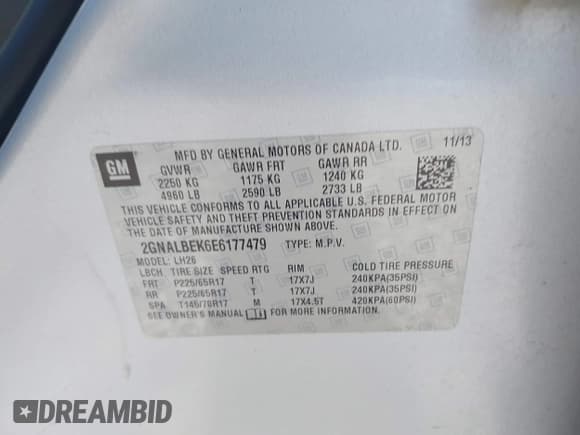 GM
MFD BY GENERAL MOTORS OF CANADA LTD. 11/13
GVWR GAWR FRT GAWR RR
2250 KG 1175 KG 1240 KG
4960 LB 2590 LB 2733 LB
THIS VEHICLE CONFORMS TO ALL APPLICABLE U.S. FEDERAL MOTOR
VEHICLE SAFETY AND THEFT PREVENTION STANDARDS IN EFFECT ON
THE DATE OF MANUFACTURE SHOWN ABOVE.
2GNALBEK6E6177479 TYPE: M.P.V.
MODEL: LH26
LBCH TIRE SIZE SPEED RTG RIM COLD TIRE PRESSURE
FRT P225/65R17 T 17X7J 240KPA(35PSI)
RR P225/65R17 T 17X7J 240KPA(35PSI)
SPA T145/70R17 M 17X4.5T 420KPA(60PSI)
SEE OWNER'S MANUAL FOR MORE INFORMATION.
DREAMBID